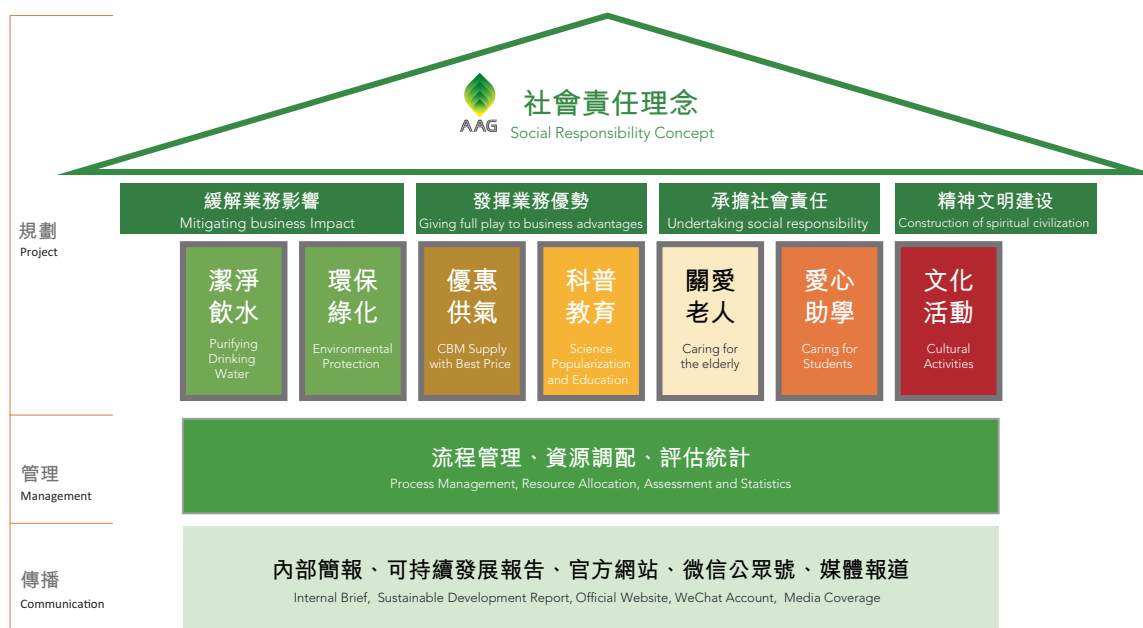 AAG
社會責任理念
Social Responsibility Concept
緩解業務影響
Mitigating business Impact
發揮業務優勢
Giving full play to business advantages
承擔社會責任
Undertaking social responsibility
精神文明建设
Construction of spiritual civilization
規劃
Project
潔淨
飲水
Purifying
Drinking
Water
環保
綠化
Environmental
Protection
優惠
供氣
CBM Supply
with Best Price
科普
教育
Science
Popularization
and Education
關愛
老人
Caring for
the elderly
愛心
助學
Caring for
Students
文化
活動
Cultural
Activities
管理
Management
流程管理、資源調配、評估統計
Process Management, Resource Allocation, Assessment and Statistics
傳播
Communication
內部簡報、可持續發展報告、官方網站、微信公眾號、媒體報道
Internal Brief, Sustainable Development Report, Official Website, WeChat Account, Media Coverage